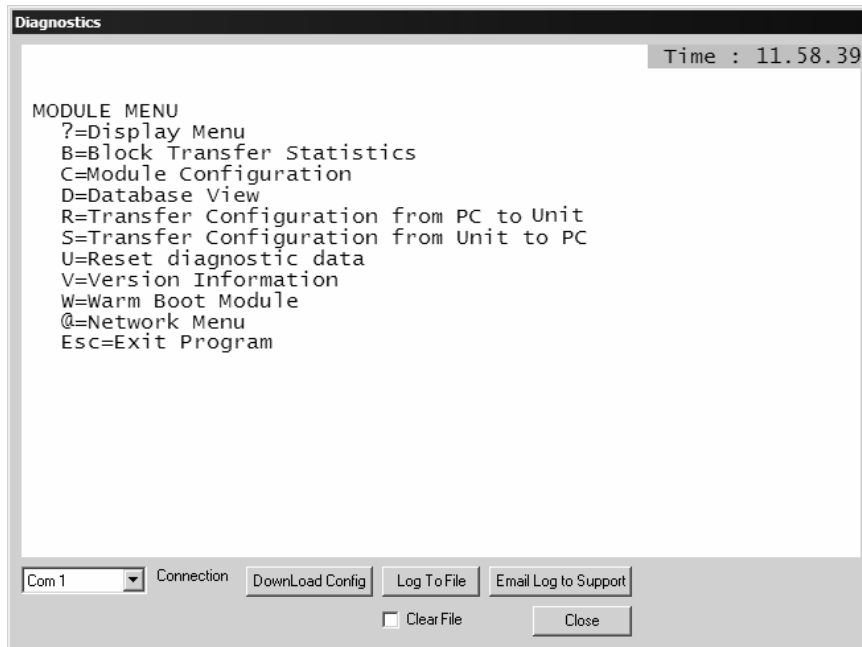 Diagnostics
Time : 11.58.39
MODULE MENU
?=Display Menu
B=Block Transfer Statistics
C=Module Configuration
D=Database View
R=Transfer Configuration from PC to Unit
S=Transfer Configuration from Unit to PC
U=Reset diagnostic data
V=Version Information
W=Warm Boot Module
@=Network Menu
Esc=Exit Program
Com 1 Connection DownLoad Config Log To File Email Log to Support
Clear File Close